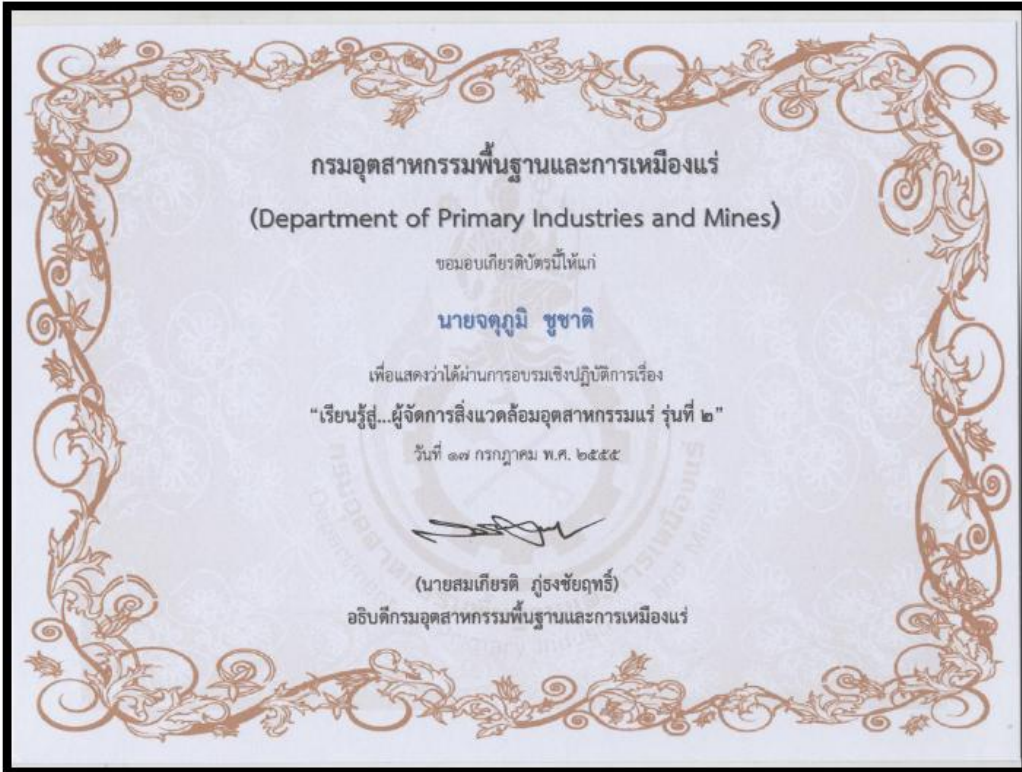 กรมอุตสาหกรรมพื้นฐานและการเหมืองแร่
(Department of Primary Industries and Mines)
ขอมอบเกียรติบัตรนี้ให้แก่
นายจตุภูมิ ชูชาติ
เพื่อแสดงว่าได้ผ่านการอบรมเชิงปฏิบัติการเรื่อง
“เรียนรู้สู่...ผู้จัดการสิ่งแวดล้อมอุตสาหกรรมแร่ รุ่นที่ ๒”
วันที่ ๑๗ กรกฎาคม พ.ศ. ๒๕๕๕
(นายสมเกียรติ ภู่ธงชัยฤทธิ์)
อธิบดีกรมอุตสาหกรรมพื้นฐานและการเหมืองแร่